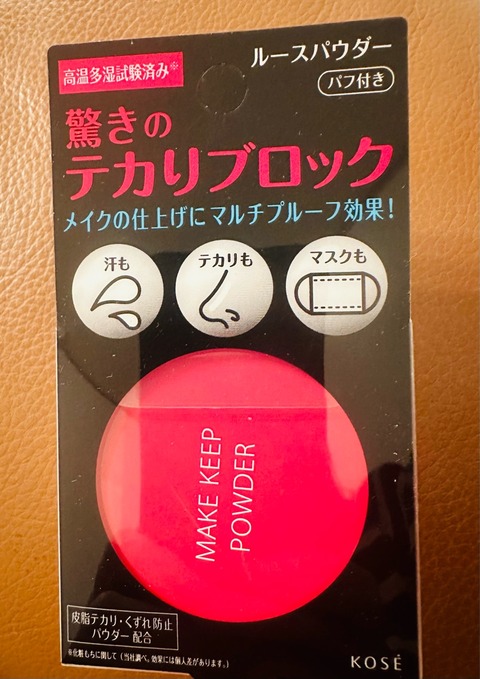 高温多湿試験済み※
ルースパウダー
パフ付き
驚きの
テカりブロック
メイクの仕上げにマルチプルーフ効果！
汗も
テカリも
マスクも
MAKE KEEP
POWDER
皮脂テカリ・くずれ防止
パウダー配合
※化粧もちに関して（当社調べ。効果には個人差があります。）
KOSÉ